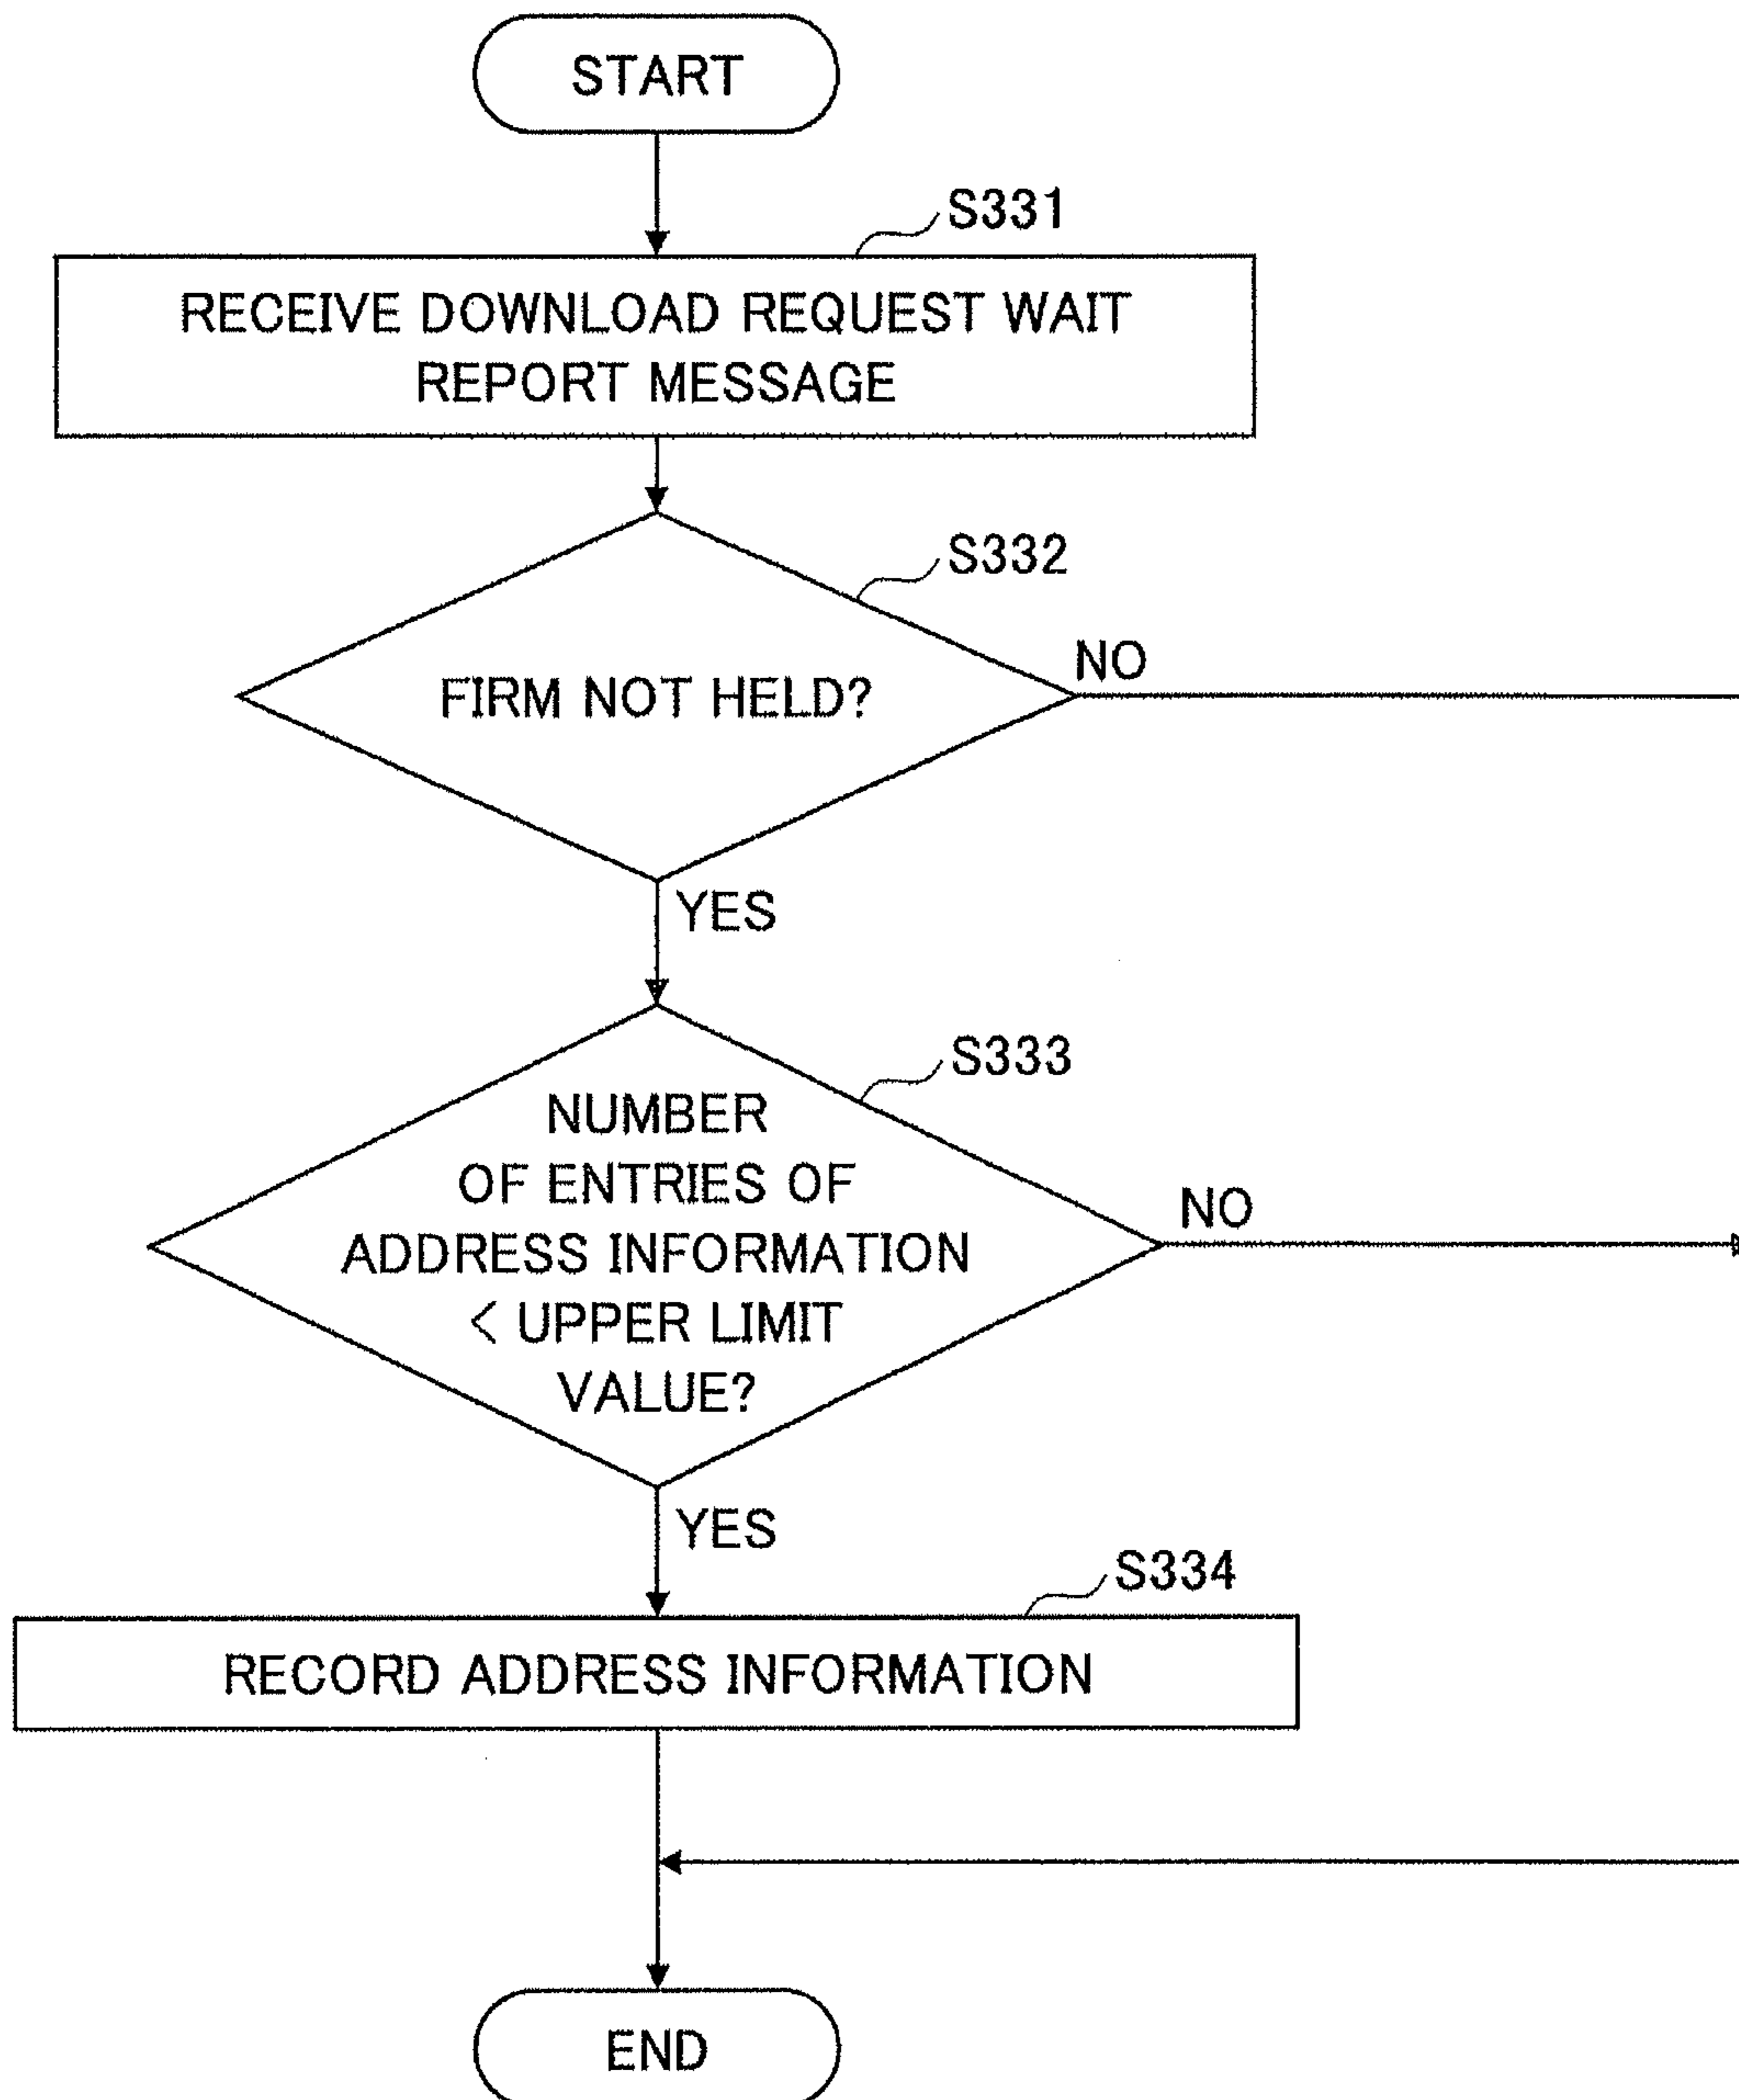 START
S331
RECEIVE DOWNLOAD REQUEST WAIT
REPORT MESSAGE
S332
FIRM NOT HELD?
NO
YES
S333
NUMBER
OF ENTRIES OF
ADDRESS INFORMATION
< UPPER LIMIT
VALUE?
NO
YES
S334
RECORD ADDRESS INFORMATION
END